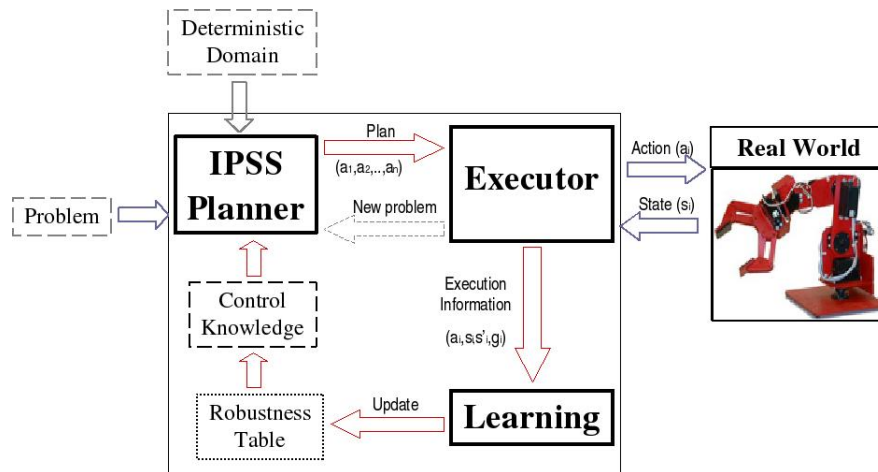 Deterministic
Domain
IPSS
Planner
Plan
(a₁,a₂,..,aₙ)
New problem
Executor
Action (aᵢ)
State (sᵢ)
Real World
Problem
Execution
Information
(aᵢ,sᵢs'ᵢ,gᵢ)
Control
Knowledge
Robustness
Table
Update
Learning